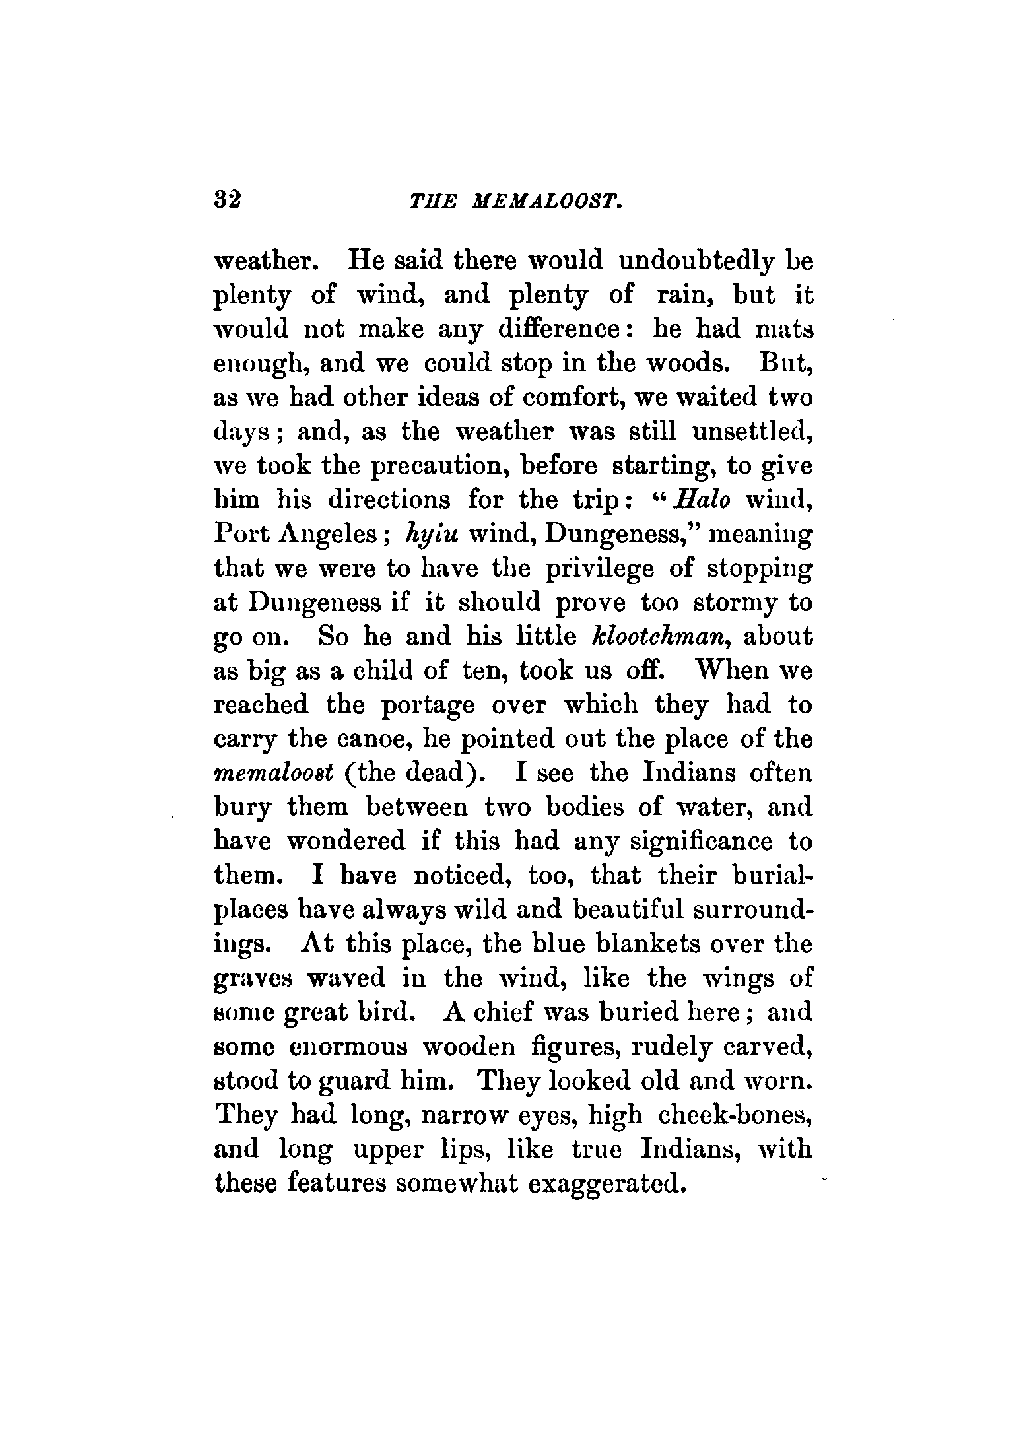 32 THE MEMALOOST.
weather. He said there would undoubtedly be
plenty of wind, and plenty of rain, but it
would not make any difference: he had mats
enough, and we could stop in the woods. But,
as we had other ideas of comfort, we waited two
days; and, as the weather was still unsettled,
we took the precaution, before starting, to give
him his directions for the trip: “Halo wind,
Port Angeles; hyiu wind, Dungeness,” meaning
that we were to have the privilege of stopping
at Dungeness if it should prove too stormy to
go on. So he and his little klootchman, about
as big as a child of ten, took us off. When we
reached the portage over which they had to
carry the canoe, he pointed out the place of the
memaloost (the dead). I see the Indians often
bury them between two bodies of water, and
have wondered if this had any significance to
them. I have noticed, too, that their burial-
places have always wild and beautiful surround-
ings. At this place, the blue blankets over the
graves waved in the wind, like the wings of
some great bird. A chief was buried here; and
some enormous wooden figures, rudely carved,
stood to guard him. They looked old and worn.
They had long, narrow eyes, high cheek-bones,
and long upper lips, like true Indians, with
these features somewhat exaggerated.